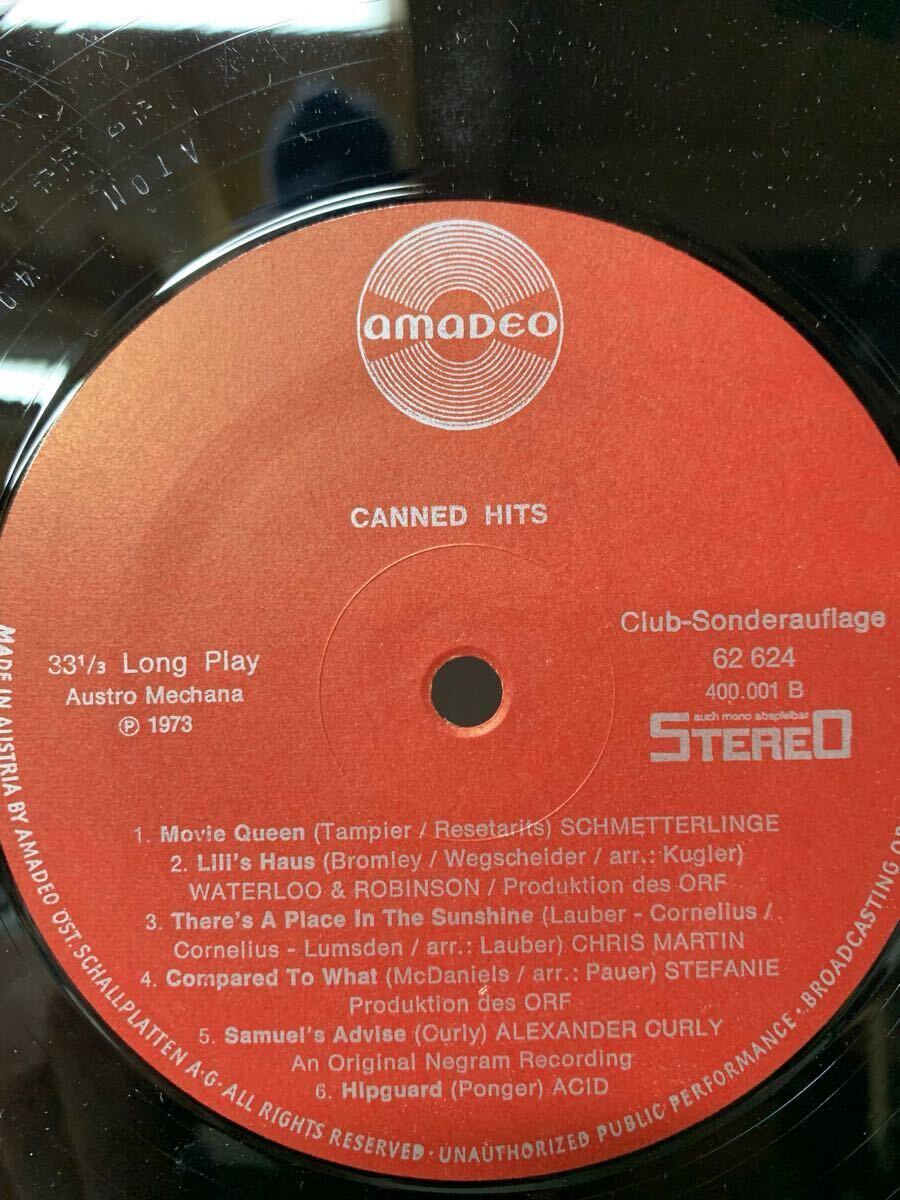 amaDEO
CANNED HITS
33 1/3 Long Play
Austro Mechana
℗ 1973
Club-Sonderauflage
62 624
400.001 B
auch mono abspielbar
STEREO
1. Movie Queen (Tampier / Resetarits) SCHMETTERLINGE
2. Lili's Haus (Bromley / Wegscheider / arr.: Kugler)
WATERLOO & ROBINSON / Produktion des ORF
3. There's A Place In The Sunshine (Lauber - Cornelius /
Cornelius - Lumsden / arr.: Lauber) CHRIS MARTIN
4. Compared To What (McDaniels / arr.: Pauer) STEFANIE
Produktion des ORF
5. Samuel's Advise (Curly) ALEXANDER CURLY
An Original Negram Recording
6. Hipguard (Ponger) ACID
MADE IN AUSTRIA BY AMADEO ÖST. SCHALLPLATTEN A·G · ALL RIGHTS RESERVED · UNAUTHORIZED PUBLIC PERFORMANCE · BROADCASTING